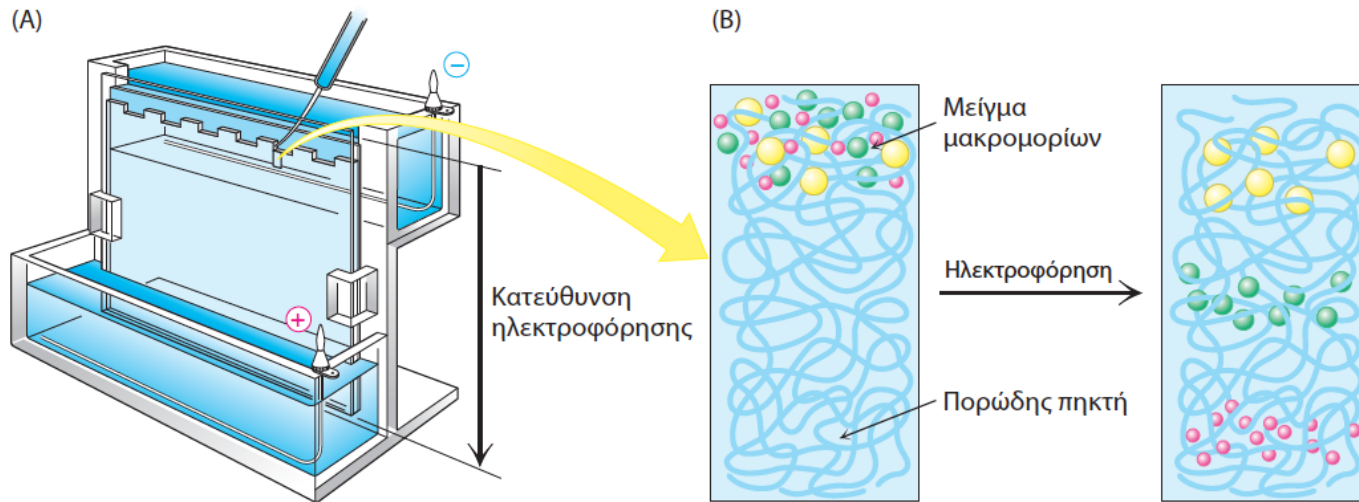 (A)
−
+
Κατεύθυνση
ηλεκτροφόρησης
(B)
Μείγμα
μακρομορίων
Ηλεκτροφόρηση
Πορώδης πηκτή